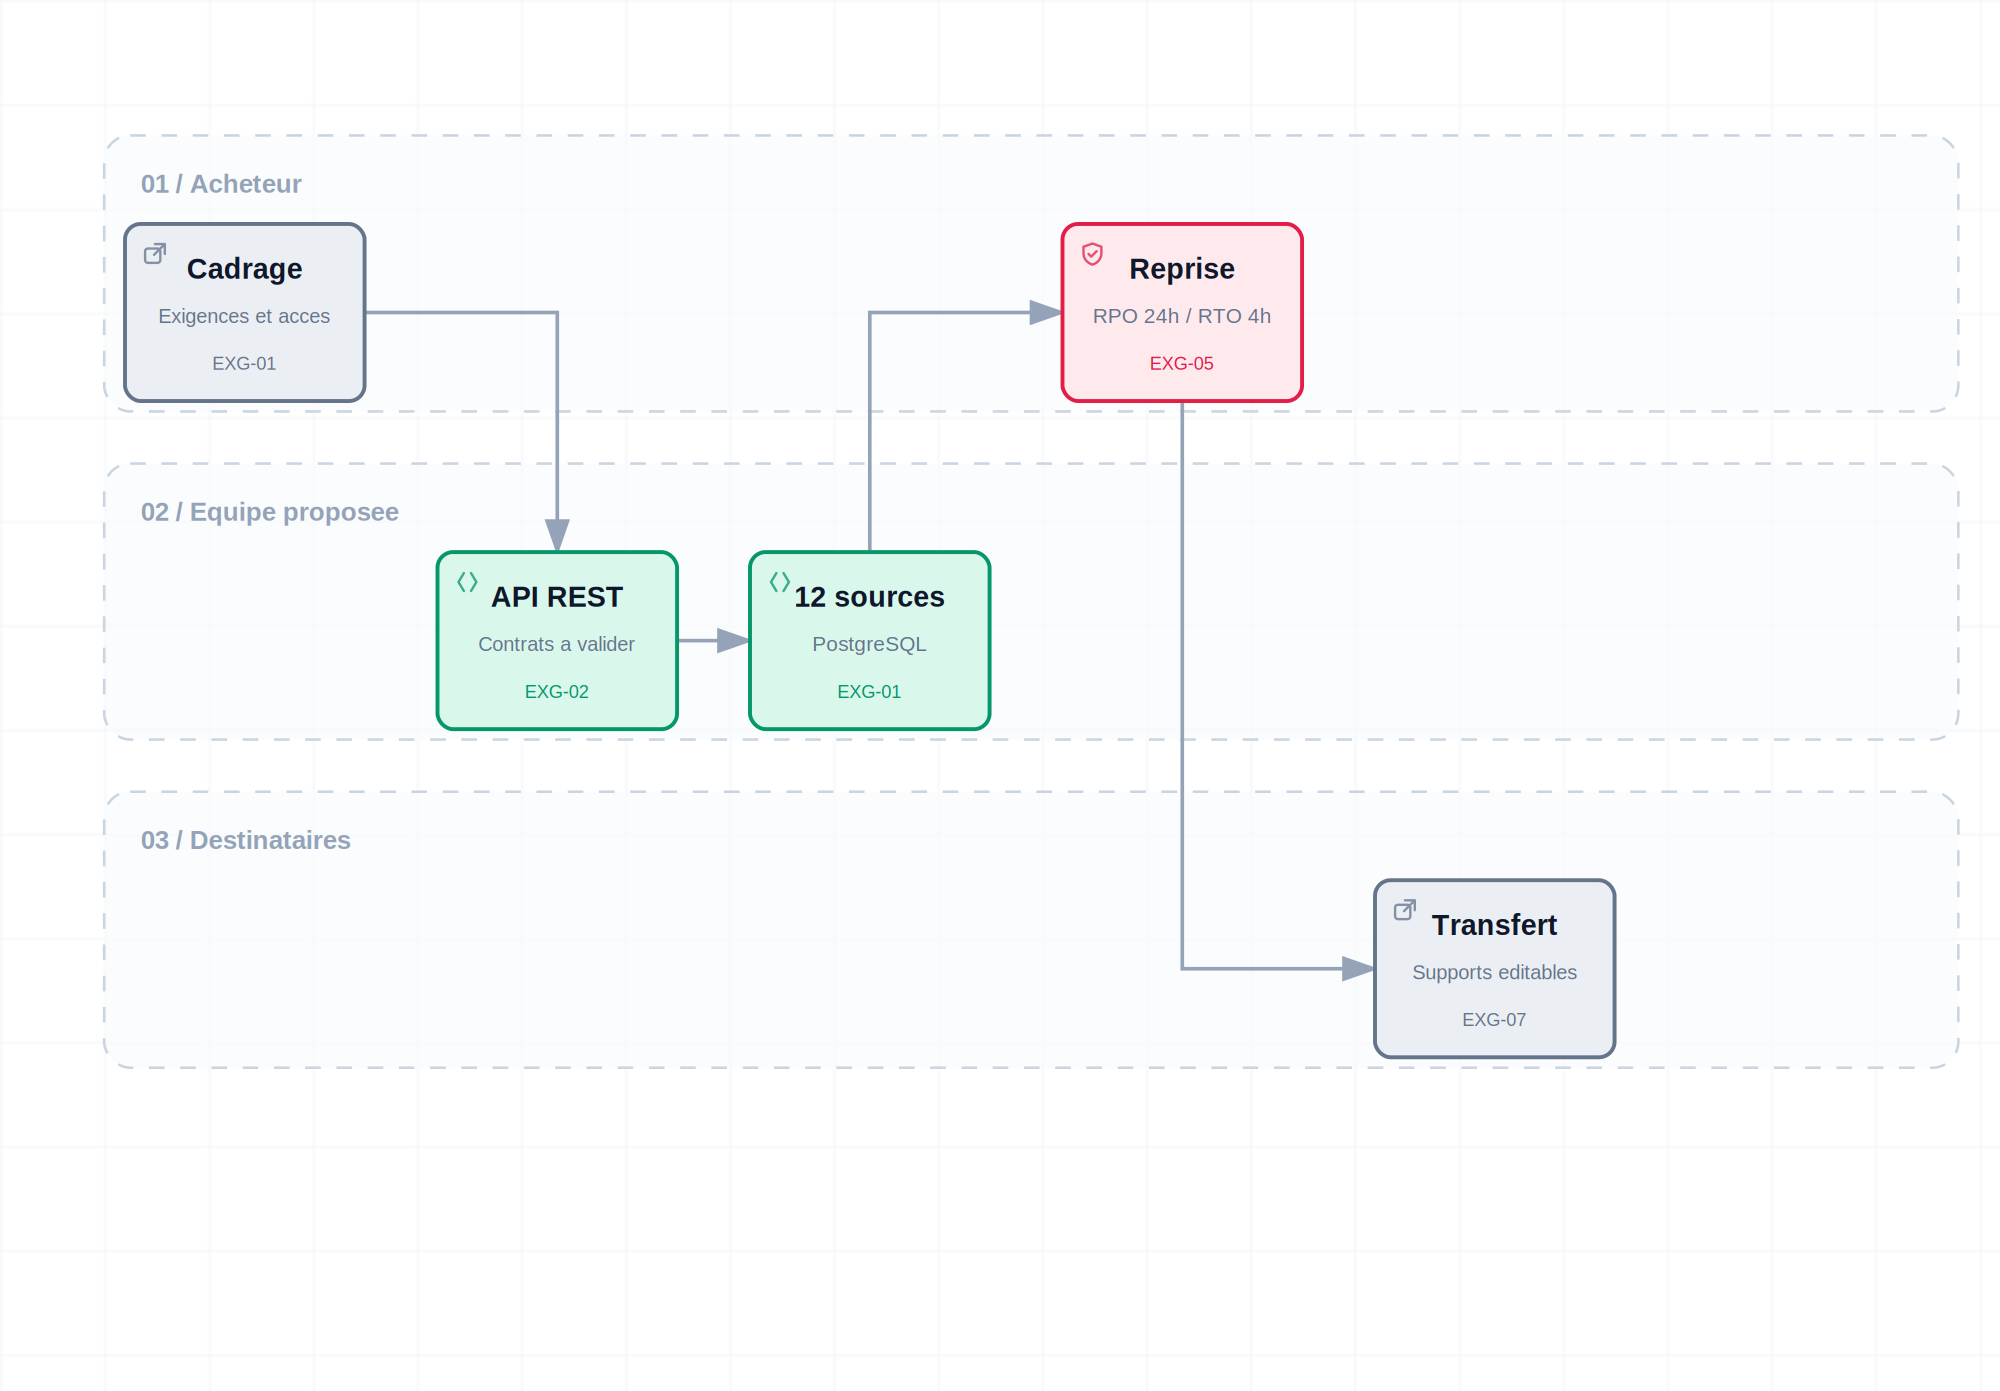 01 / Acheteur
Cadrage
Exigences et acces
EXG-01
Reprise
RPO 24h / RTO 4h
EXG-05
02 / Equipe proposee
API REST
Contrats a valider
EXG-02
12 sources
PostgreSQL
EXG-01
03 / Destinataires
Transfert
Supports editables
EXG-07